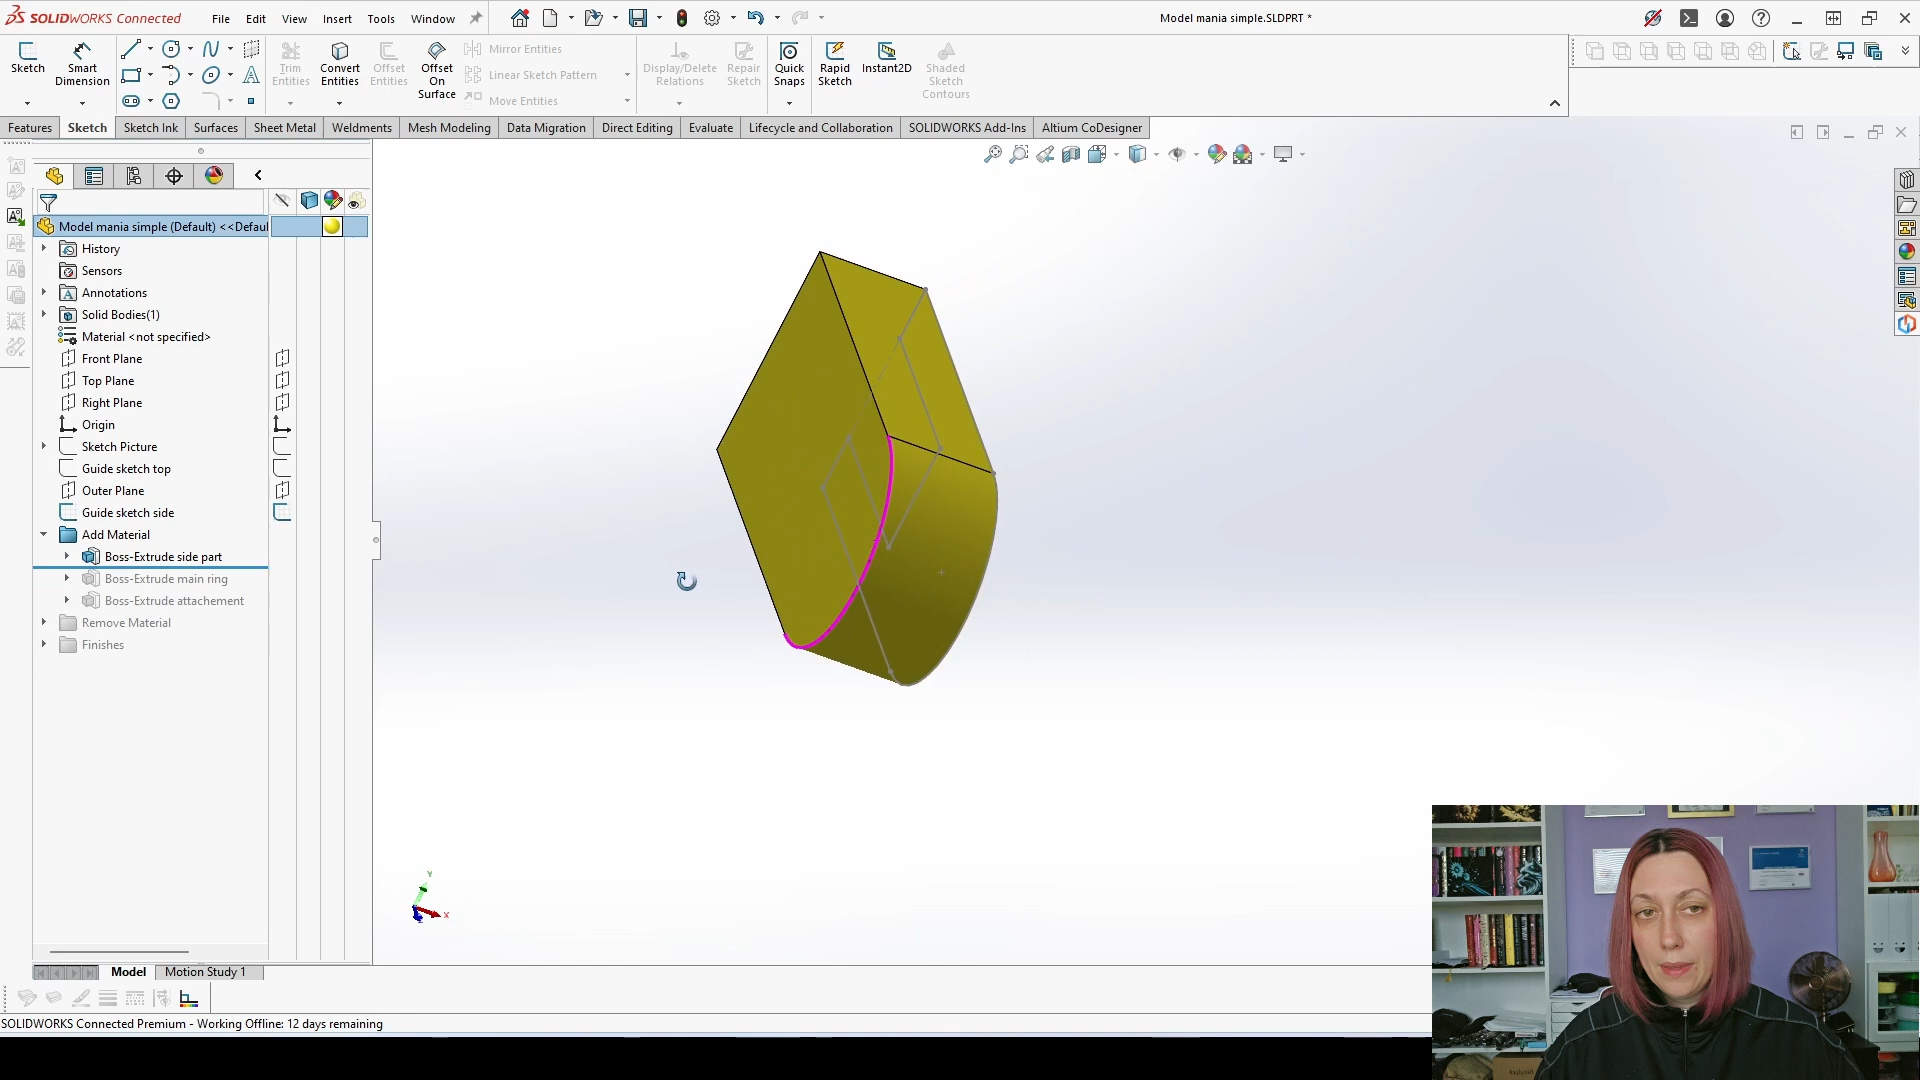 SOLIDWORKS Connected
File
Edit
View
Insert
Tools
Window
Model mania simple.SLDPRT *
Sketch
Smart Dimension
Trim Entities
Convert Entities
Offset Entities
Offset On Surface
Mirror Entities
Linear Sketch Pattern
Move Entities
Display/Delete Relations
Repair Sketch
Quick Snaps
Rapid Sketch
Instant2D
Shaded Sketch Contours
Features
Sketch
Sketch Ink
Surfaces
Sheet Metal
Weldments
Mesh Modeling
Data Migration
Direct Editing
Evaluate
Lifecycle and Collaboration
SOLIDWORKS Add-Ins
Altium CoDesigner
Model mania simple (Default) <<Defaul
History
Sensors
Annotations
Solid Bodies(1)
Material <not specified>
Front Plane
Top Plane
Right Plane
Origin
Sketch Picture
Guide sketch top
Outer Plane
Guide sketch side
Add Material
Boss-Extrude side part
Boss-Extrude main ring
Boss-Extrude attachement
Remove Material
Finishes
Y
X
Model
Motion Study 1
SOLIDWORKS Connected Premium - Working Offline: 12 days remaining